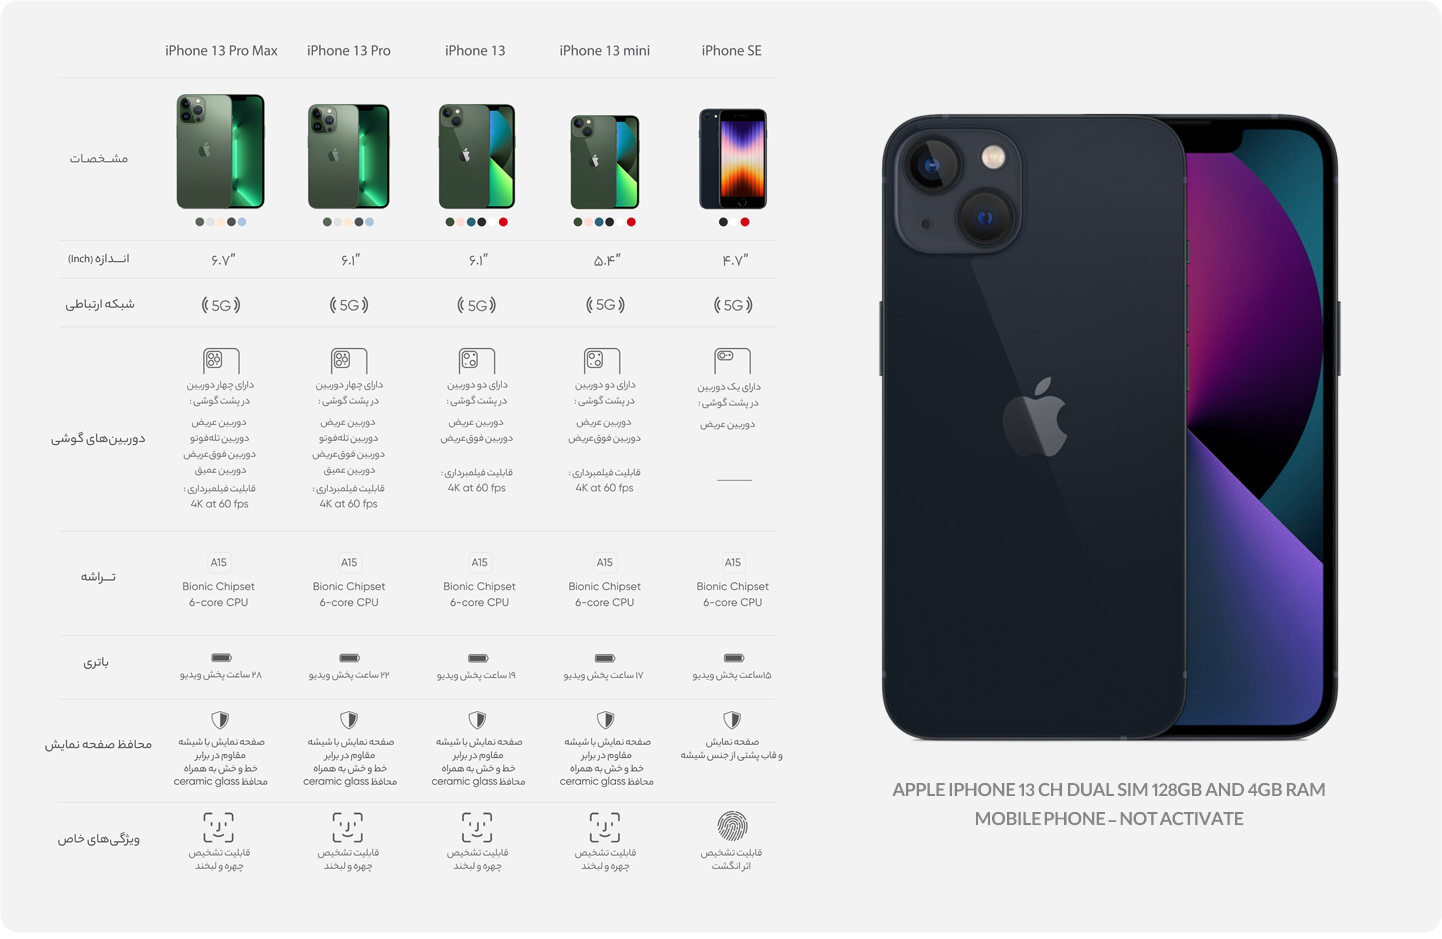 iPhone 13 Pro Max iPhone 13 Pro iPhone 13 iPhone 13 mini iPhone SE
مشـــخصـات
انـــدازه (Inch) ۶.۷" ۶.۱" ۶.۱" ۵.۴" ۴.۷"
شبکه ارتباطی 5G 5G 5G 5G 5G
دوربین‌های گوشی
دارای چهار دوربین
در پشت گوشی :
دوربین عریض
دوربین تله‌فوتو
دوربین فوق‌عریض
دوربین عمیق
قابلیت فیلمبرداری :
4K at 60 fps
دارای چهار دوربین
در پشت گوشی :
دوربین عریض
دوربین تله‌فوتو
دوربین فوق‌عریض
دوربین عمیق
قابلیت فیلمبرداری :
4K at 60 fps
دارای دو دوربین
در پشت گوشی :
دوربین عریض
دوربین فوق‌عریض
قابلیت فیلمبرداری :
4K at 60 fps
دارای دو دوربین
در پشت گوشی :
دوربین عریض
دوربین فوق‌عریض
قابلیت فیلمبرداری :
4K at 60 fps
دارای یک دوربین
در پشت گوشی :
دوربین عریض
تـــراشه
A15 A15 A15 A15 A15
Bionic Chipset Bionic Chipset Bionic Chipset Bionic Chipset Bionic Chipset
6-core CPU 6-core CPU 6-core CPU 6-core CPU 6-core CPU
باتری
۲۸ ساعت پخش ویدیو ۲۲ ساعت پخش ویدیو ۱۹ ساعت پخش ویدیو ۱۷ ساعت پخش ویدیو ۱۵ساعت پخش ویدیو
محافظ صفحه نمایش
صفحه نمایش با شیشه
مقاوم در برابر
خط و خش به همراه
محافظ ceramic glass
صفحه نمایش با شیشه
مقاوم در برابر
خط و خش به همراه
محافظ ceramic glass
صفحه نمایش با شیشه
مقاوم در برابر
خط و خش به همراه
محافظ ceramic glass
صفحه نمایش با شیشه
مقاوم در برابر
خط و خش به همراه
محافظ ceramic glass
صفحه نمایش
و قاب پشتی از جنس شیشه
ویژگی‌های خاص
قابلیت تشخیص
چهره و لبخند
قابلیت تشخیص
چهره و لبخند
قابلیت تشخیص
چهره و لبخند
قابلیت تشخیص
چهره و لبخند
قابلیت تشخیص
اثر انگشت
APPLE IPHONE 13 CH DUAL SIM 128GB AND 4GB RAM
MOBILE PHONE – NOT ACTIVATE